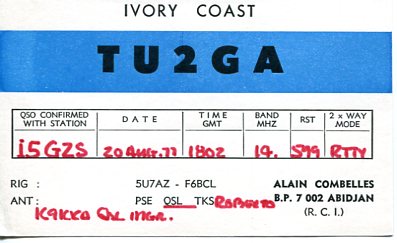 IVORY COAST
TU2GA
QSO CONFIRMED WITH STATION DATE TIME GMT BAND MHZ RST 2 x WAY MODE
i5GZS 20 AUG. 77 1802 14. 599 RTTY
RIG : 5U7AZ - F6BCL ALAIN COMBELLES
ANT : PSE QSL TKS ROBERTO B.P. 7 002 ABIDJAN
(R. C. I.)